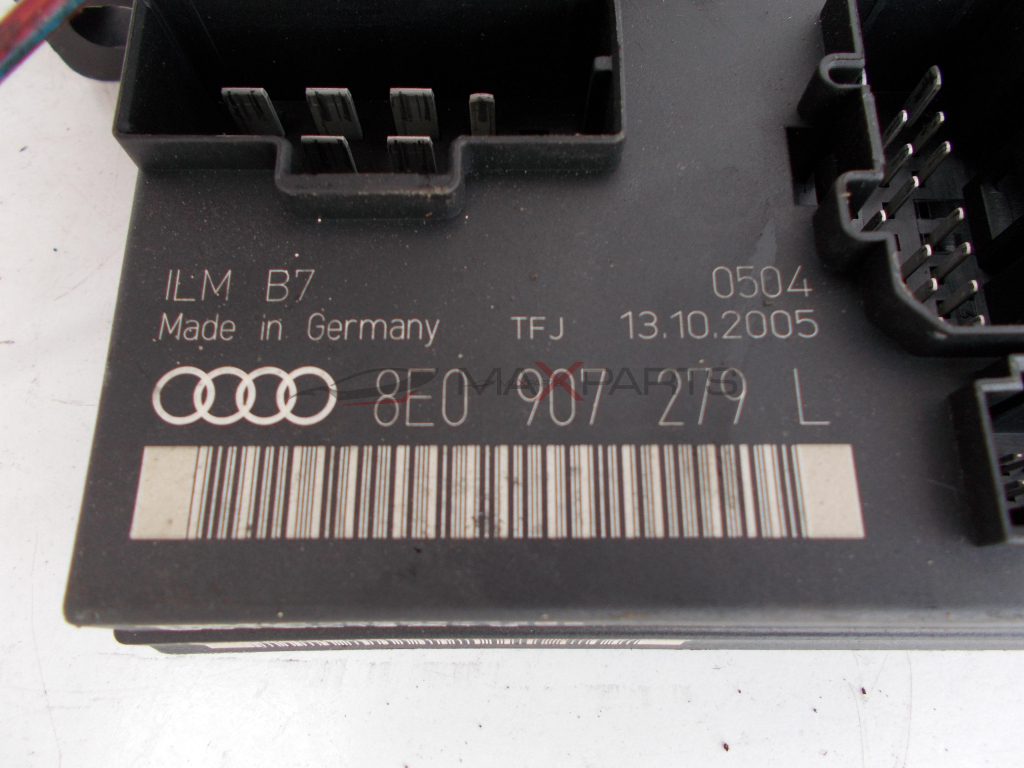 ILM B7 0504
Made in Germany TFJ 13.10.2005
8E0 907 279 L
MAXPARTS